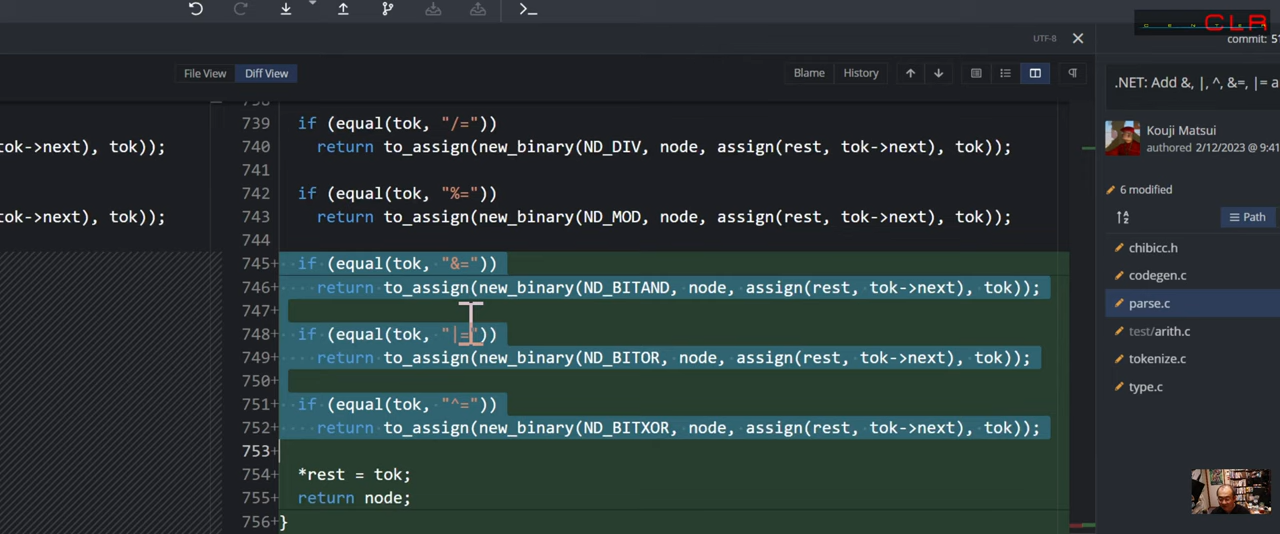 CLR
commit: 51
UTF-8
File View Diff View
Blame History
.NET: Add &, |, ^, &=, |= a
Kouji Matsui
authored 2/12/2023 @ 9:41
6 modified
Path
chibicc.h
codegen.c
parse.c
test/arith.c
tokenize.c
type.c
tok->next), tok));
tok->next), tok));
739 if (equal(tok, "/="))
740 return to_assign(new_binary(ND_DIV, node, assign(rest, tok->next), tok));
741
742 if (equal(tok, "%="))
743 return to_assign(new_binary(ND_MOD, node, assign(rest, tok->next), tok));
744
745+ if (equal(tok, "&="))
746+ return to_assign(new_binary(ND_BITAND, node, assign(rest, tok->next), tok));
747+
748+ if (equal(tok, "|="))
749+ return to_assign(new_binary(ND_BITOR, node, assign(rest, tok->next), tok));
750+
751+ if (equal(tok, "^="))
752+ return to_assign(new_binary(ND_BITXOR, node, assign(rest, tok->next), tok));
753+
754+ *rest = tok;
755+ return node;
756+}